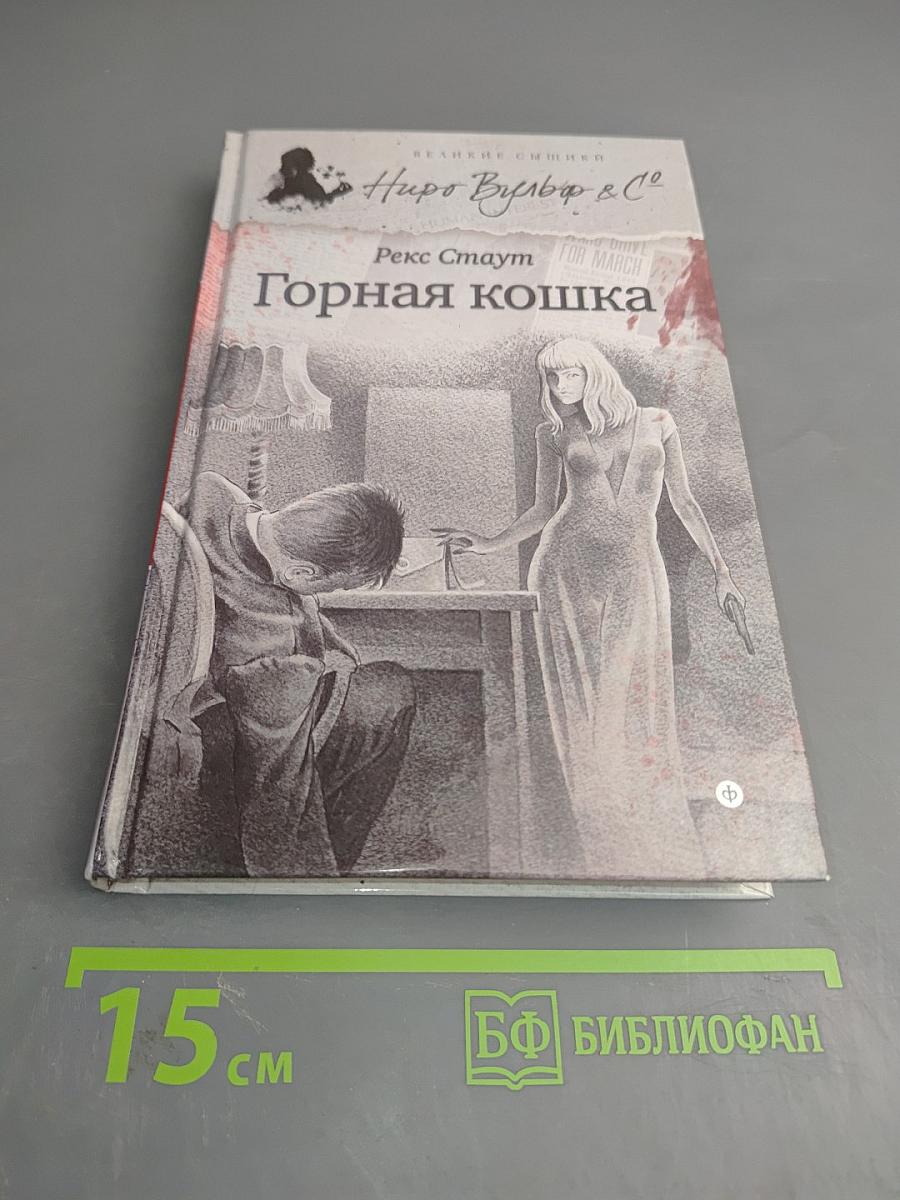 ВЕЛИКИЕ СЫЩИКИ
Ниро Вульф & Cº
FOR MARCH
Рекс Стаут
Горная кошка
ф
15 см
БФ БИБЛИОФАН